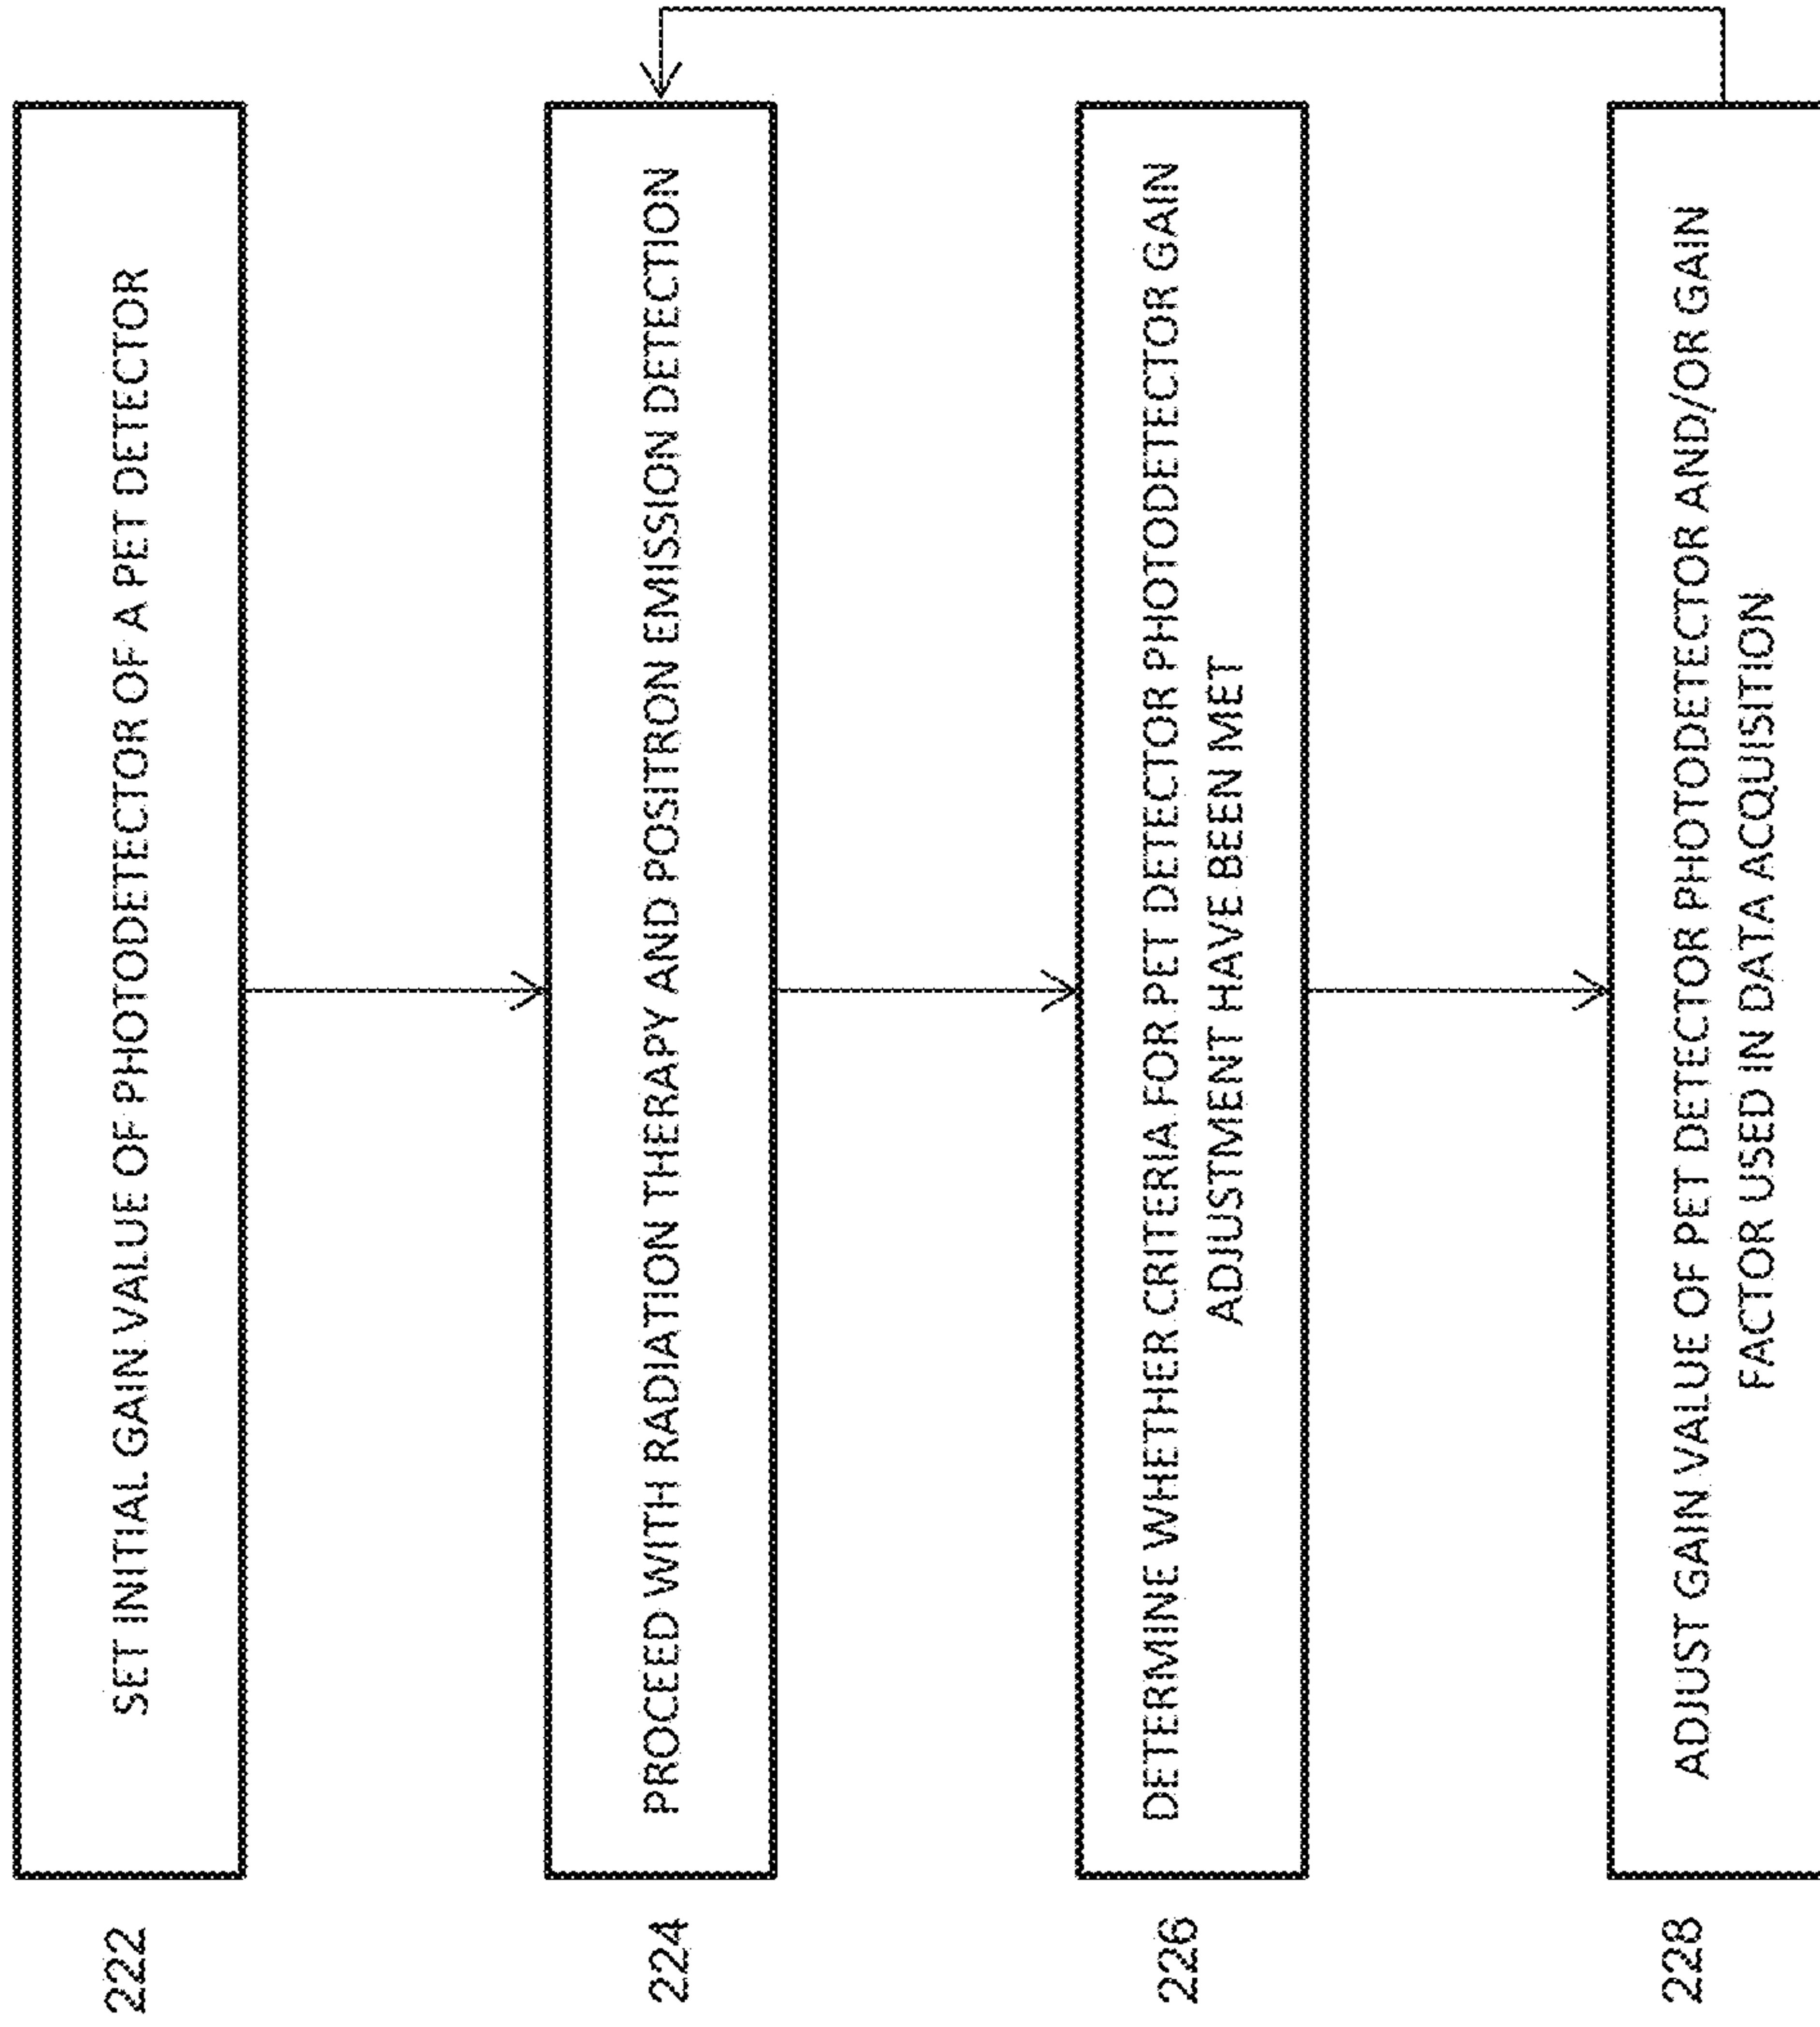 222
SET INITIAL GAIN VALUE OF PHOTODETECTOR OF A PET DETECTOR
224
PROCEED WITH RADIATION THERAPY AND POSITRON EMISSION DETECTION
226
DETERMINE WHETHER CRITERIA FOR PET DETECTOR PHOTODETECTOR GAIN
ADJUSTMENT HAVE BEEN MET
228
ADJUST GAIN VALUE OF PET DETECTOR PHOTODETECTOR AND/OR GAIN
FACTOR USED IN DATA ACQUISITION